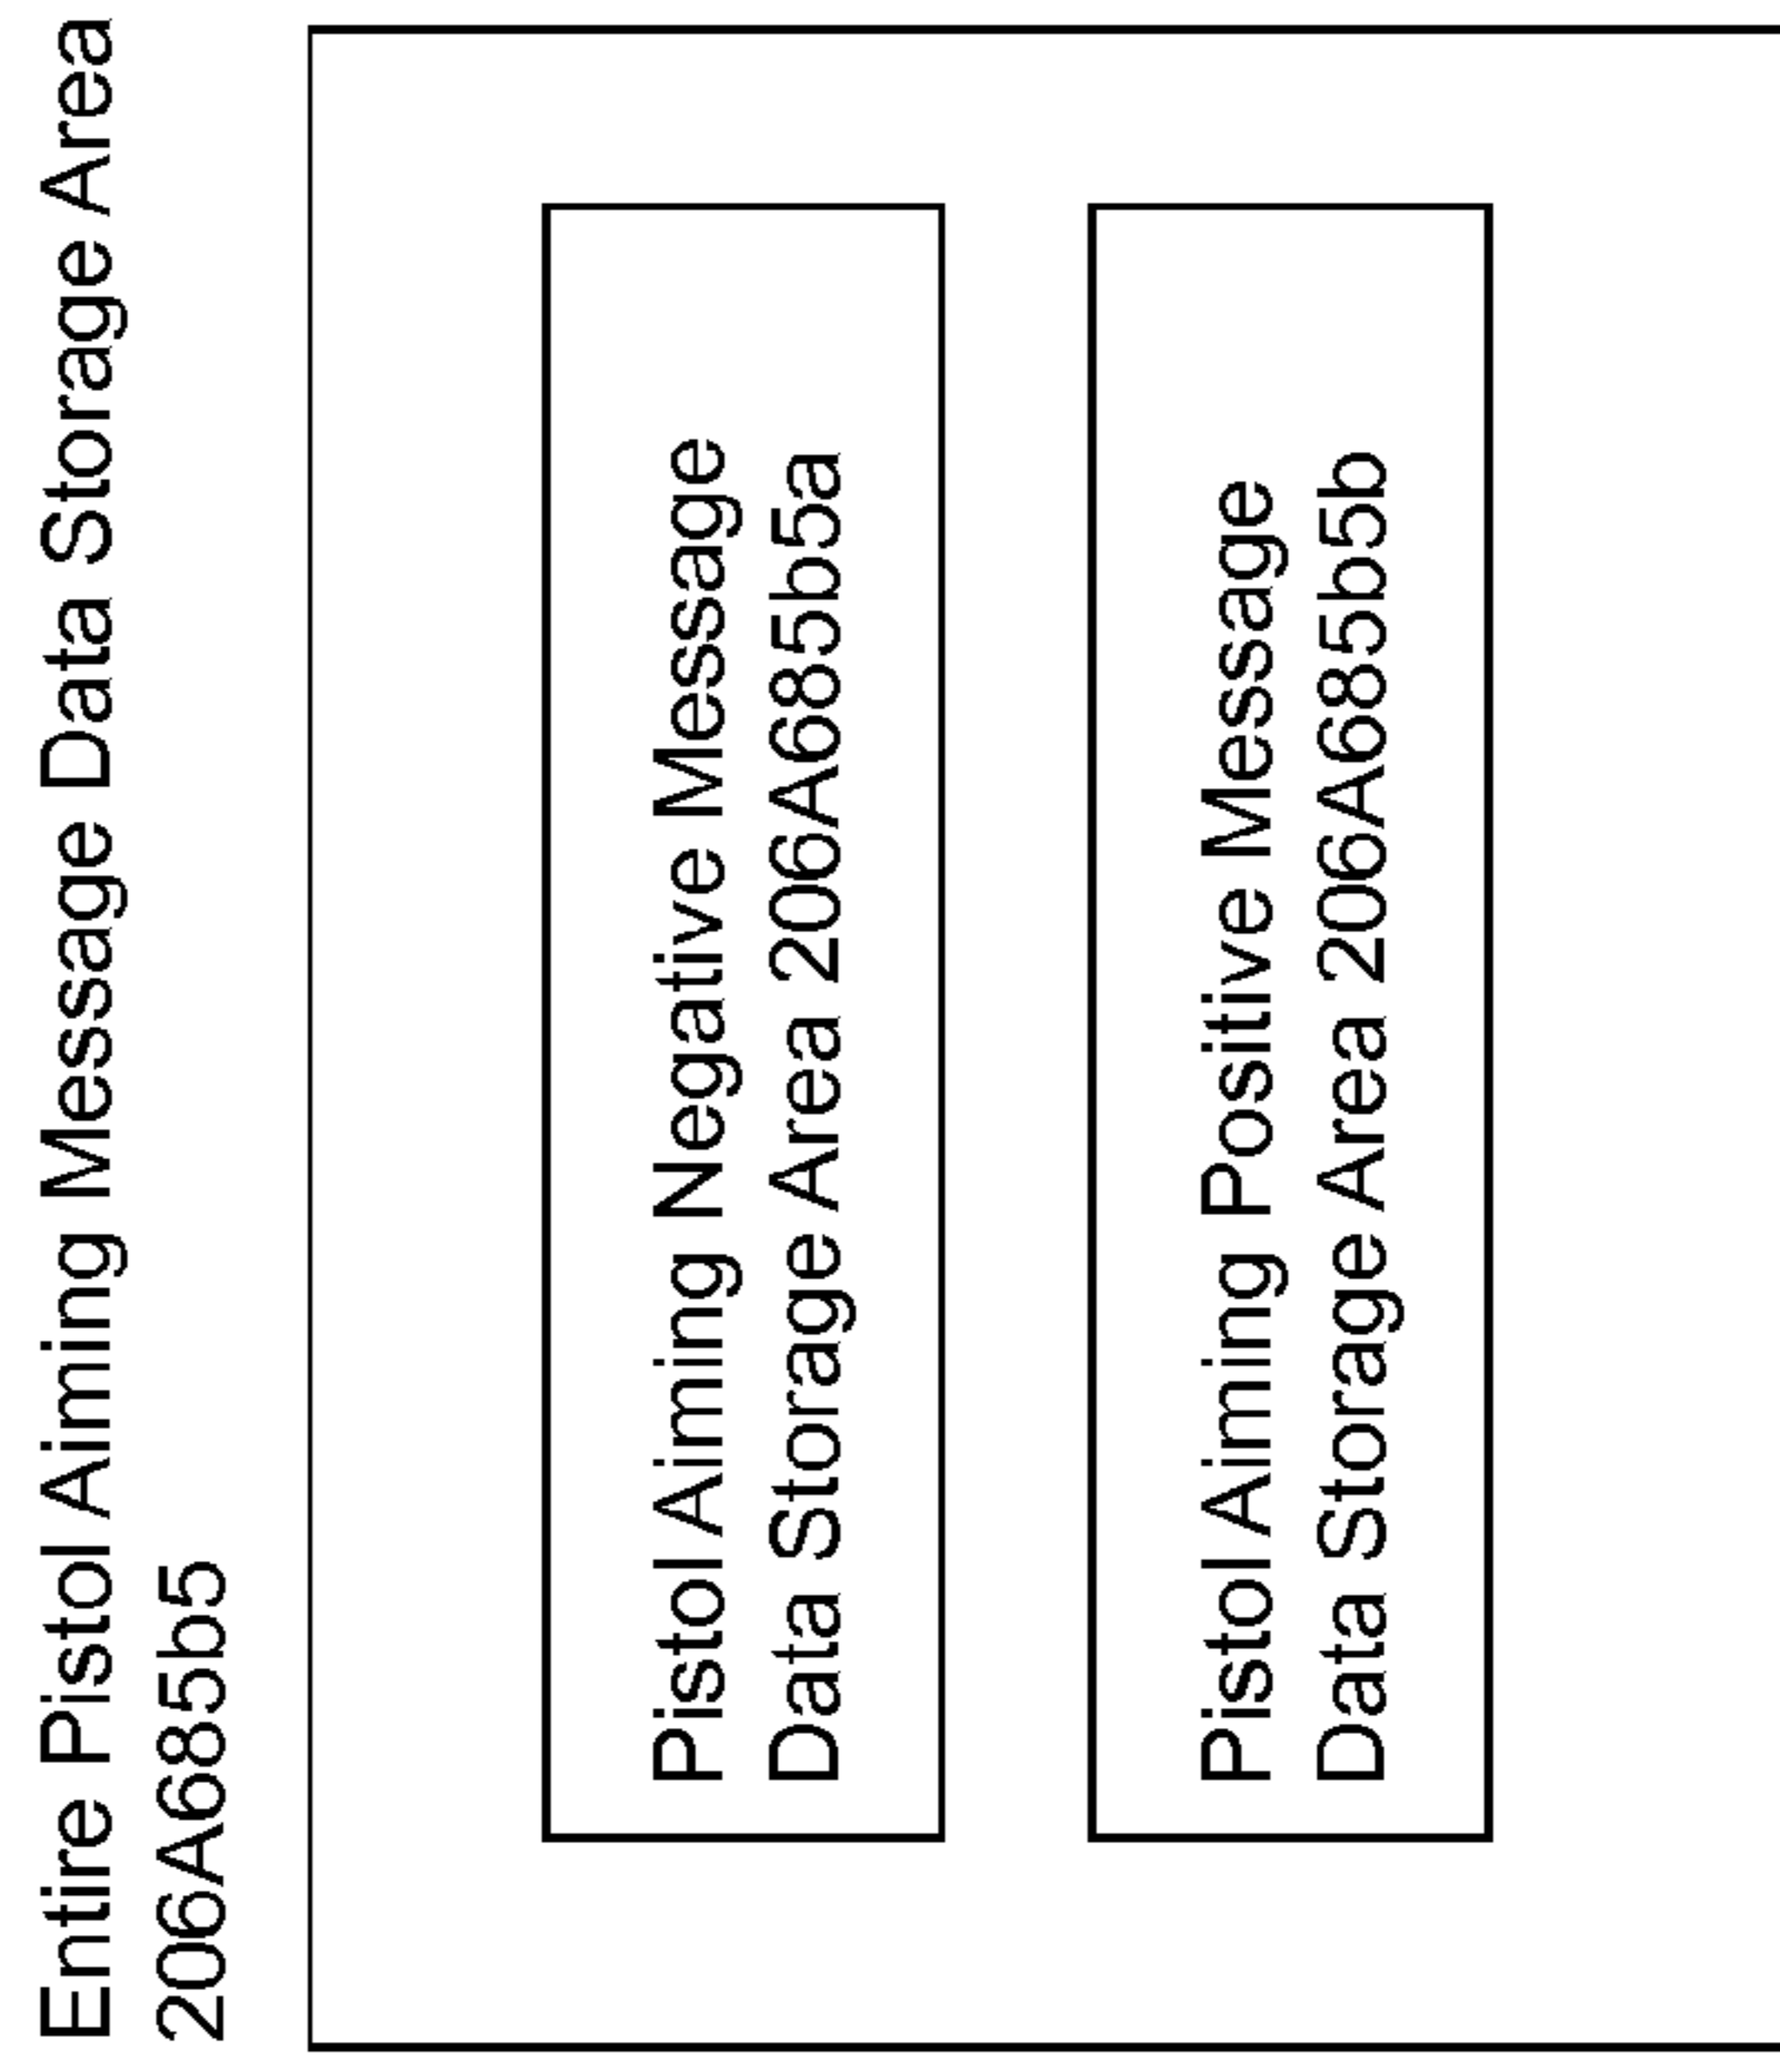 Entire Pistol Aiming Message Data Storage Area
206A685b5
Pistol Aiming Negative Message
Data Storage Area 206A685b5a
Pistol Aiming Positive Message
Data Storage Area 206A685b5b